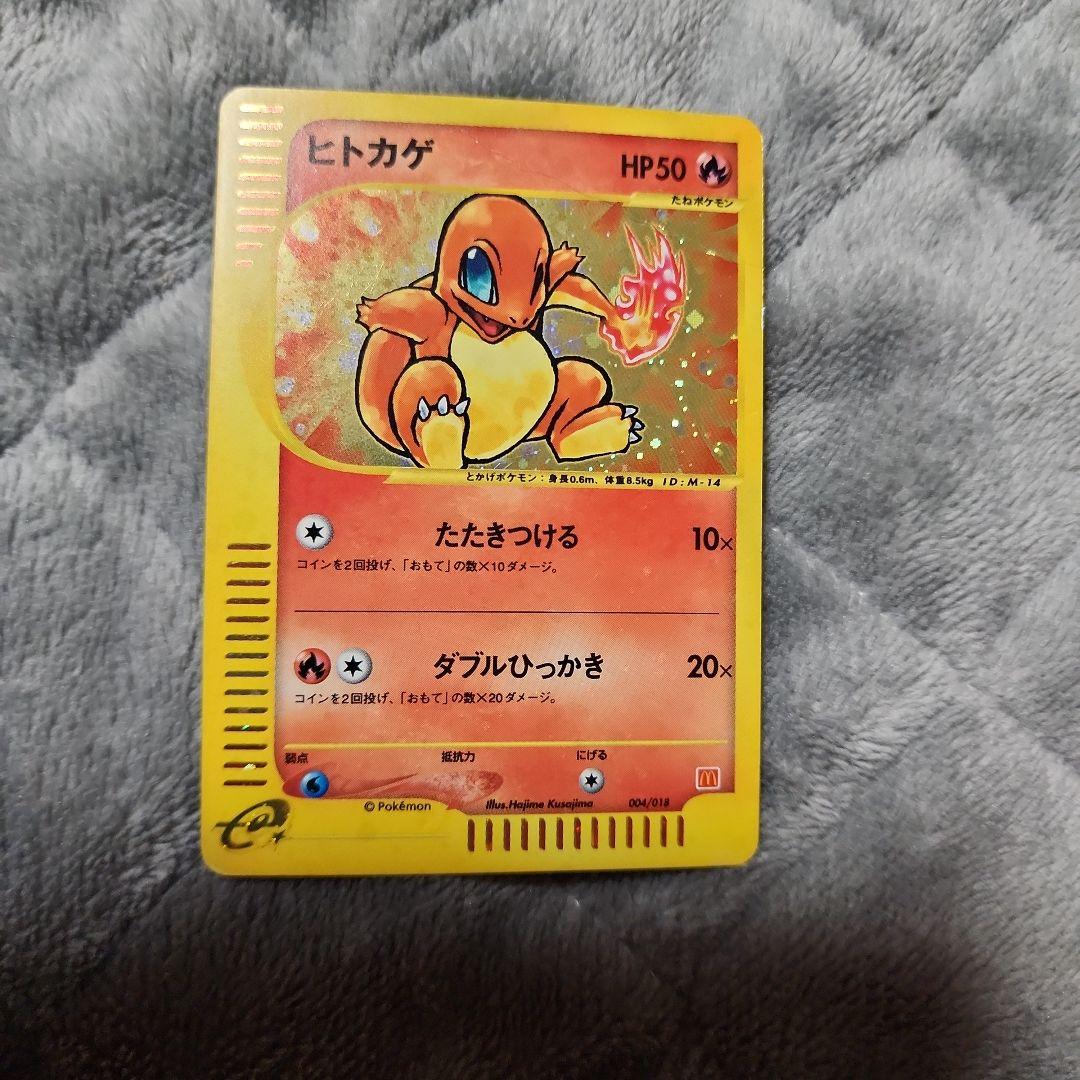 ヒトカゲ
HP50
たねポケモン
とかげポケモン：身長0.6m、体重8.5kg ID:M-14
たたきつける 10×
コインを2回投げ、「おもて」の数×10ダメージ。
ダブルひっかき 20×
コインを2回投げ、「おもて」の数×20ダメージ。
弱点 抵抗力 にげる
© Pokémon Illus.Hajime Kusajima 004/018
e